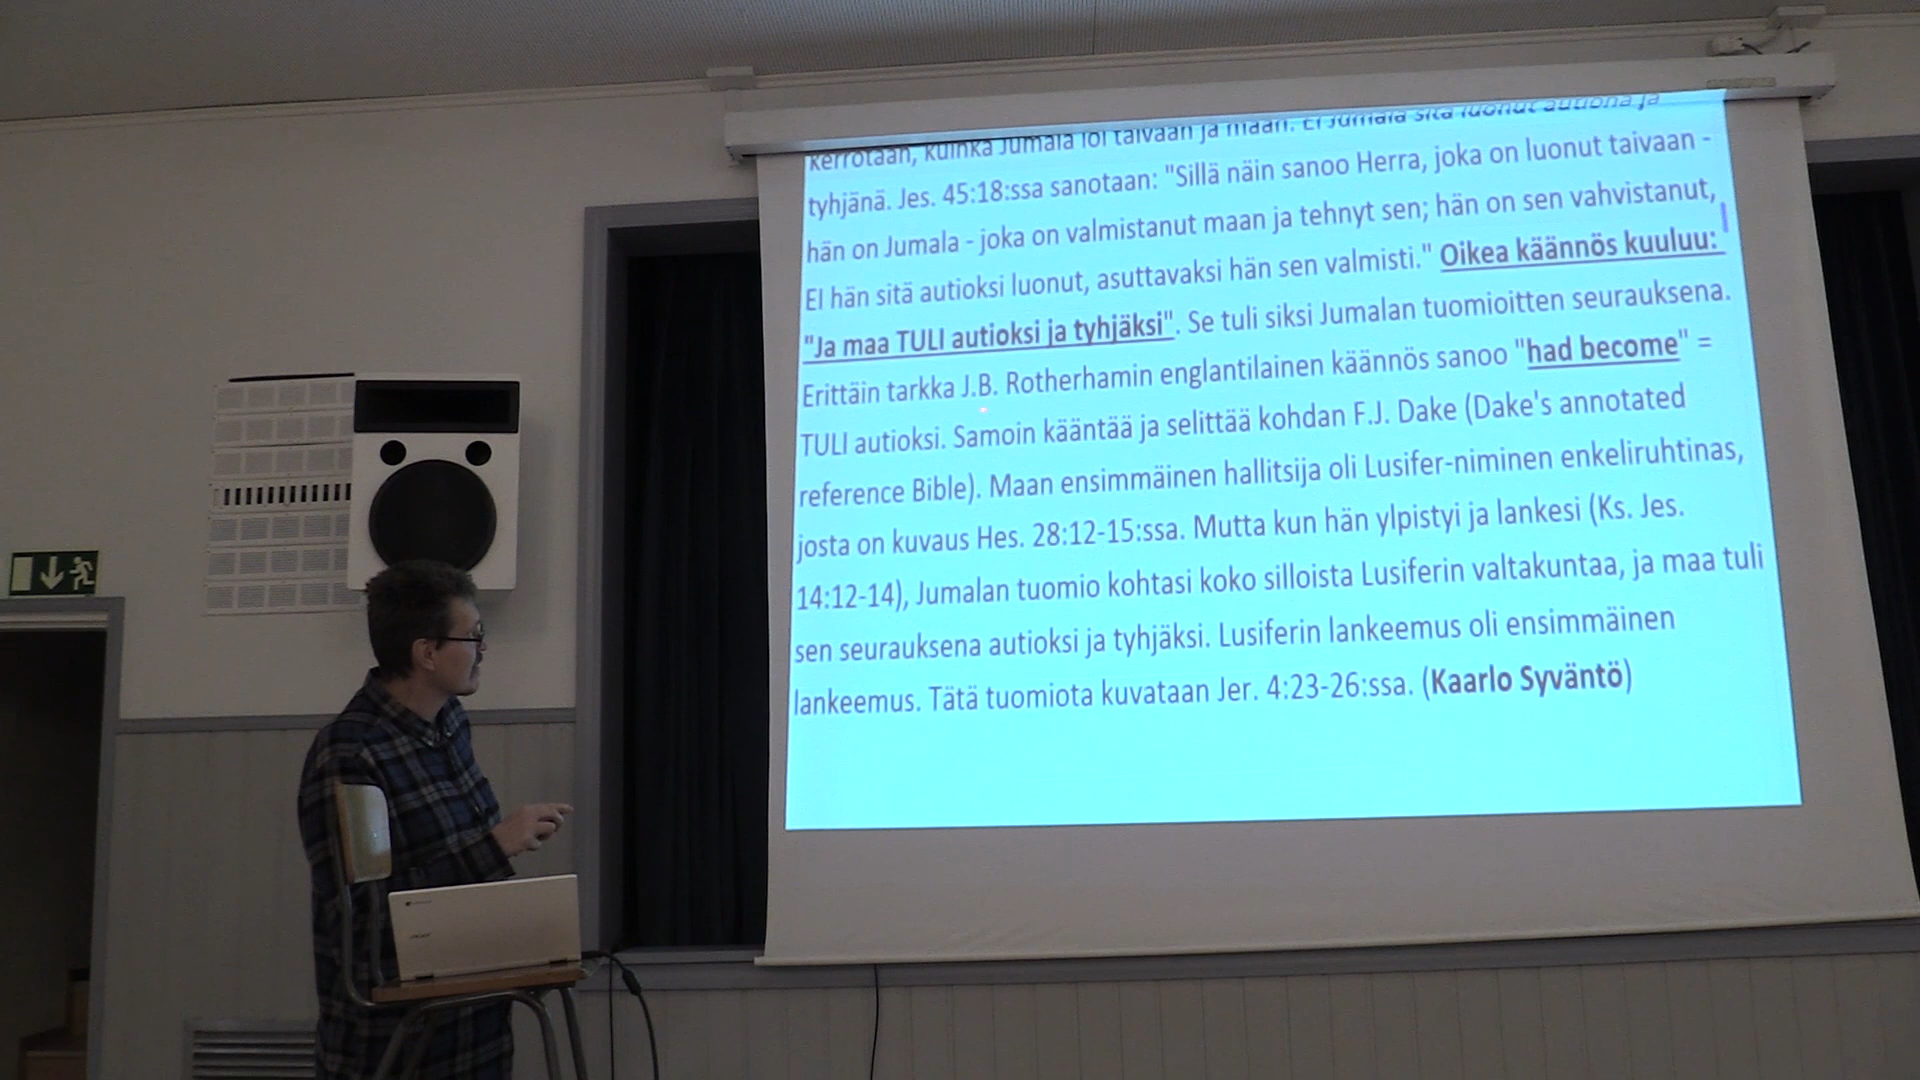 kerrotaan, kuinka Jumala loi taivaan ja maan. Ei Jumala sitä luonut autiona ja
tyhjänä. Jes. 45:18:ssa sanotaan: "Sillä näin sanoo Herra, joka on luonut taivaan -
hän on Jumala - joka on valmistanut maan ja tehnyt sen; hän on sen vahvistanut,
EI hän sitä autioksi luonut, asuttavaksi hän sen valmisti." Oikea käännös kuuluu:
"Ja maa TULI autioksi ja tyhjäksi". Se tuli siksi Jumalan tuomioitten seurauksena.
Erittäin tarkka J.B. Rotherhamin englantilainen käännös sanoo "had become" =
TULI autioksi. Samoin kääntää ja selittää kohdan F.J. Dake (Dake's annotated
reference Bible). Maan ensimmäinen hallitsija oli Lusifer-niminen enkeliruhtinas,
josta on kuvaus Hes. 28:12-15:ssa. Mutta kun hän ylpistyi ja lankesi (Ks. Jes.
14:12-14), Jumalan tuomio kohtasi koko silloista Lusiferin valtakuntaa, ja maa tuli
sen seurauksena autioksi ja tyhjäksi. Lusiferin lankeemus oli ensimmäinen
lankeemus. Tätä tuomiota kuvataan Jer. 4:23-26:ssa. (Kaarlo Syväntö)